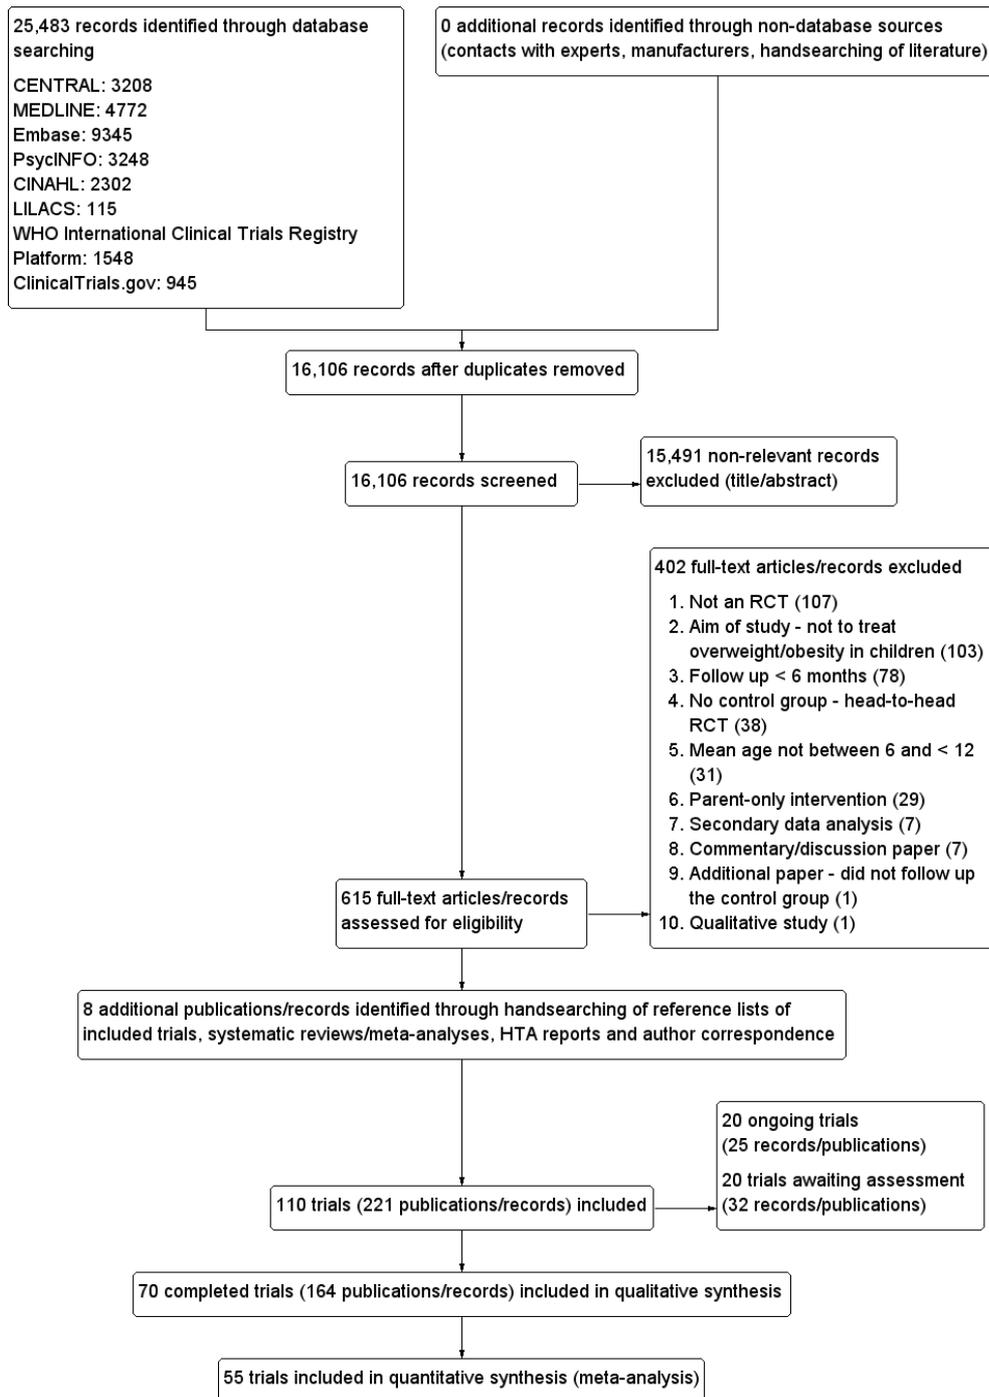 25,483 records identified through database
searching
CENTRAL: 3208
MEDLINE: 4772
Embase: 9345
PsycINFO: 3248
CINAHL: 2302
LILACS: 115
WHO International Clinical Trials Registry
Platform: 1548
ClinicalTrials.gov: 945
0 additional records identified through non-database sources
(contacts with experts, manufacturers, handsearching of literature)
16,106 records after duplicates removed
16,106 records screened
15,491 non-relevant records
excluded (title/abstract)
402 full-text articles/records excluded
1. Not an RCT (107)
2. Aim of study - not to treat
overweight/obesity in children (103)
3. Follow up < 6 months (78)
4. No control group - head-to-head
RCT (38)
5. Mean age not between 6 and < 12
(31)
6. Parent-only intervention (29)
7. Secondary data analysis (7)
8. Commentary/discussion paper (7)
9. Additional paper - did not follow up
the control group (1)
10. Qualitative study (1)
615 full-text articles/records
assessed for eligibility
8 additional publications/records identified through handsearching of reference lists of
included trials, systematic reviews/meta-analyses, HTA reports and author correspondence
20 ongoing trials
(25 records/publications)
20 trials awaiting assessment
(32 records/publications)
110 trials (221 publications/records) included
70 completed trials (164 publications/records) included in qualitative synthesis
55 trials included in quantitative synthesis (meta-analysis)